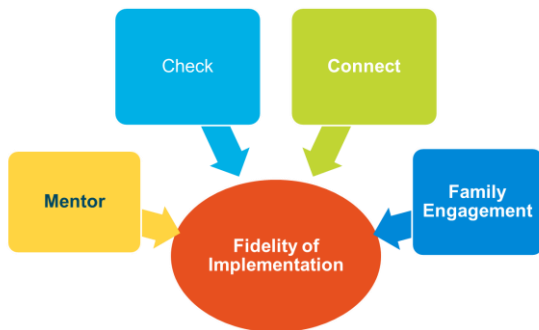 Check
Connect
Mentor
Family
Engagement
Fidelity of
Implementation